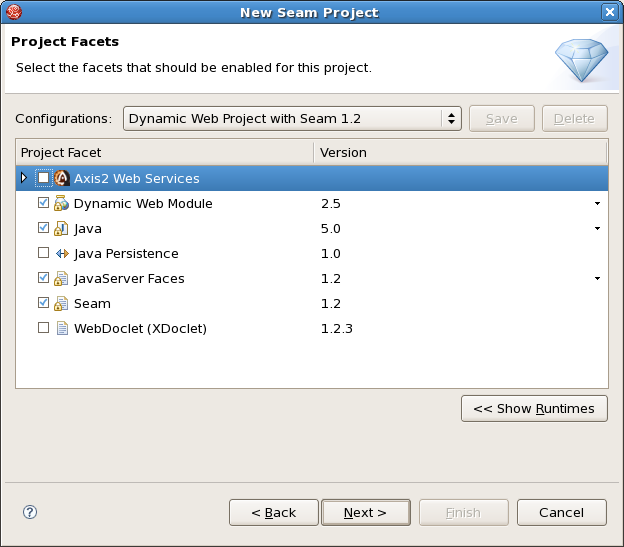 New Seam Project
Project Facets
Select the facets that should be enabled for this project.
Configurations: Dynamic Web Project with Seam 1.2 Save Delete
Project Facet Version
Axis2 Web Services
Dynamic Web Module 2.5
Java 5.0
Java Persistence 1.0
JavaServer Faces 1.2
Seam 1.2
WebDoclet (XDoclet) 1.2.3
<< Show Runtimes
? < Back Next > Finish Cancel